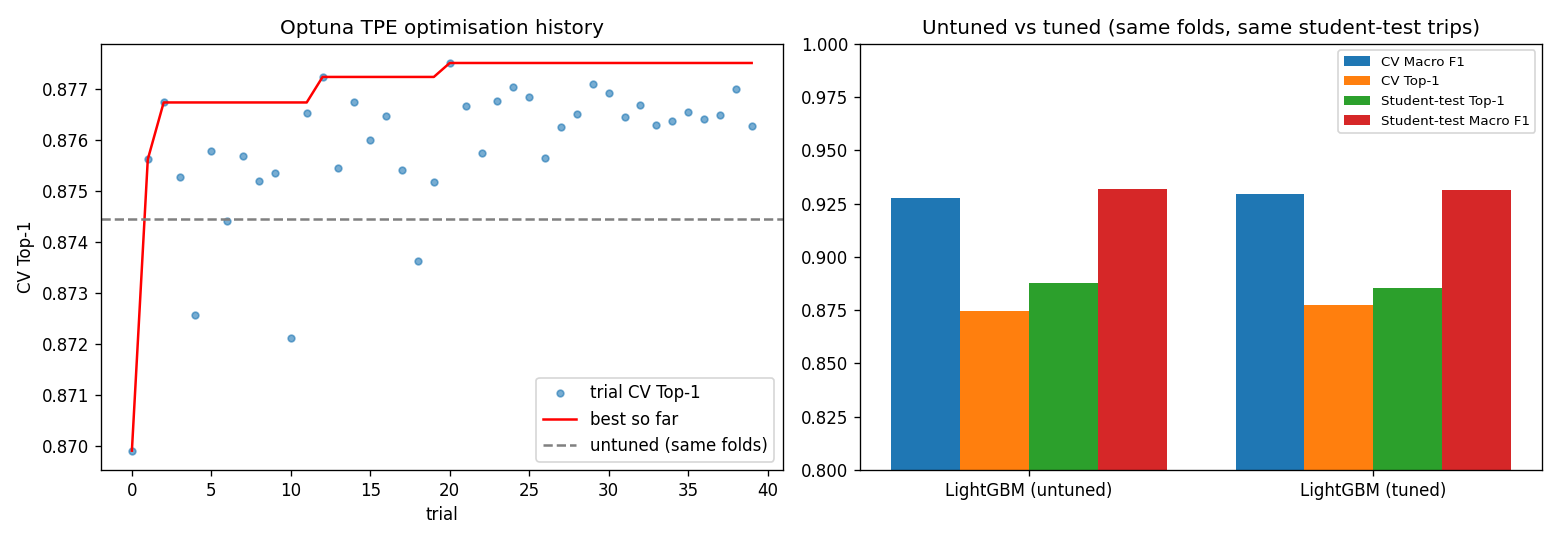 Optuna TPE optimisation history
CV Top-1
0.877
0.876
0.875
0.874
0.873
0.872
0.871
0.870
trial CV Top-1
best so far
untuned (same folds)
0 5 10 15 20 25 30 35 40
trial
Untuned vs tuned (same folds, same student-test trips)
1.000
0.975
0.950
0.925
0.900
0.875
0.850
0.825
0.800
CV Macro F1
CV Top-1
Student-test Top-1
Student-test Macro F1
LightGBM (untuned) LightGBM (tuned)